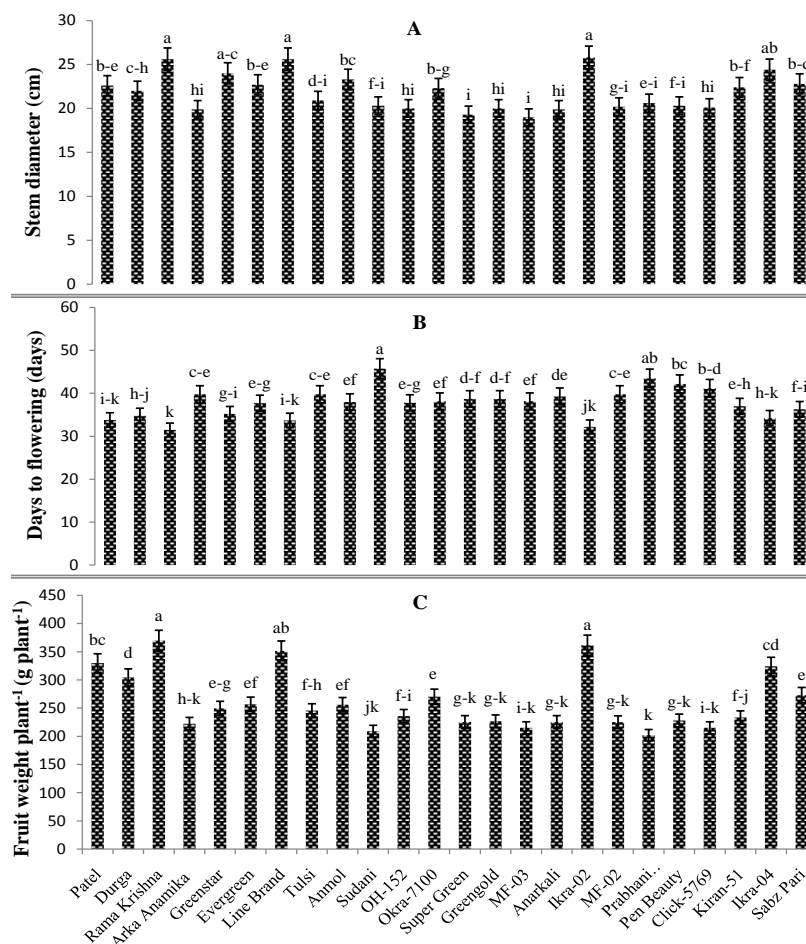 A
Stem diameter (cm)
30
25
20
15
10
5
0
b-e c-h a hi a-c b-e a d-i bc f-i hi b-g i hi i hi a g-i e-i f-i hi b-f ab b-d
B
Days to flowering (days)
60
50
40
30
20
10
0
i-k h-j k c-e g-i e-g i-k c-e ef a e-g ef d-f d-f ef de jk c-e ab bc b-d e-h h-k f-i
C
Fruit weight plant-1 (g plant-1)
450
400
350
300
250
200
150
100
50
0
bc d a h-k e-g ef ab f-h ef jk f-i e g-k g-k i-k g-k a g-k k g-k i-k f-j cd e
Patel
Durga
Rama Krishna
Arka Anamika
Greenstar
Evergreen
Line Brand
Tulsi
Anmol
Sudani
OH-152
Okra-7100
Super Green
Greengold
MF-03
Anarkali
Ikra-02
MF-02
Prabhani…
Pen Beauty
Click-5769
Kiran-51
Ikra-04
Sabz Pari